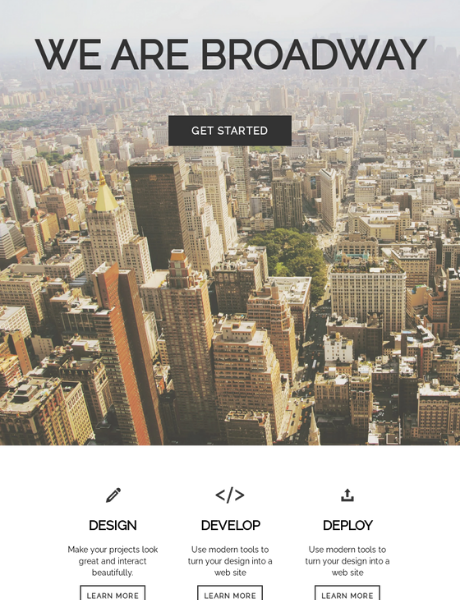 WE ARE BROADWAY
GET STARTED
</>
DESIGN
Make your projects look
great and interact
beautifully.
LEARN MORE
DEVELOP
Use modern tools to
turn your design into a
web site
LEARN MORE
DEPLOY
Use modern tools to
turn your design into a
web site
LEARN MORE